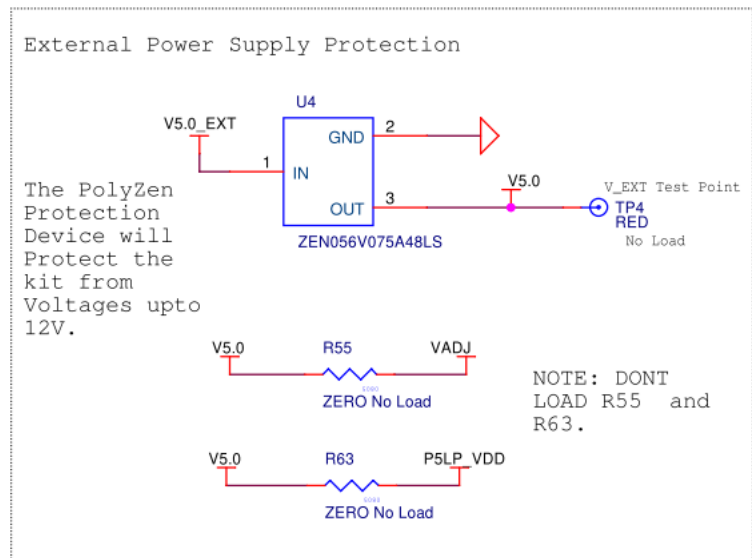 External Power Supply Protection
U4
V5.0_EXT
GND
2
1
IN
V5.0
V_EXT Test Point
The PolyZen
Protection
Device will
Protect the
kit from
Voltages upto
12V.
OUT
3
TP4
RED
No Load
ZEN056V075A48LS
V5.0
R55
VADJ
ZERO No Load
NOTE: DONT
LOAD R55 and
R63.
V5.0
R63
P5LP_VDD
ZERO No Load